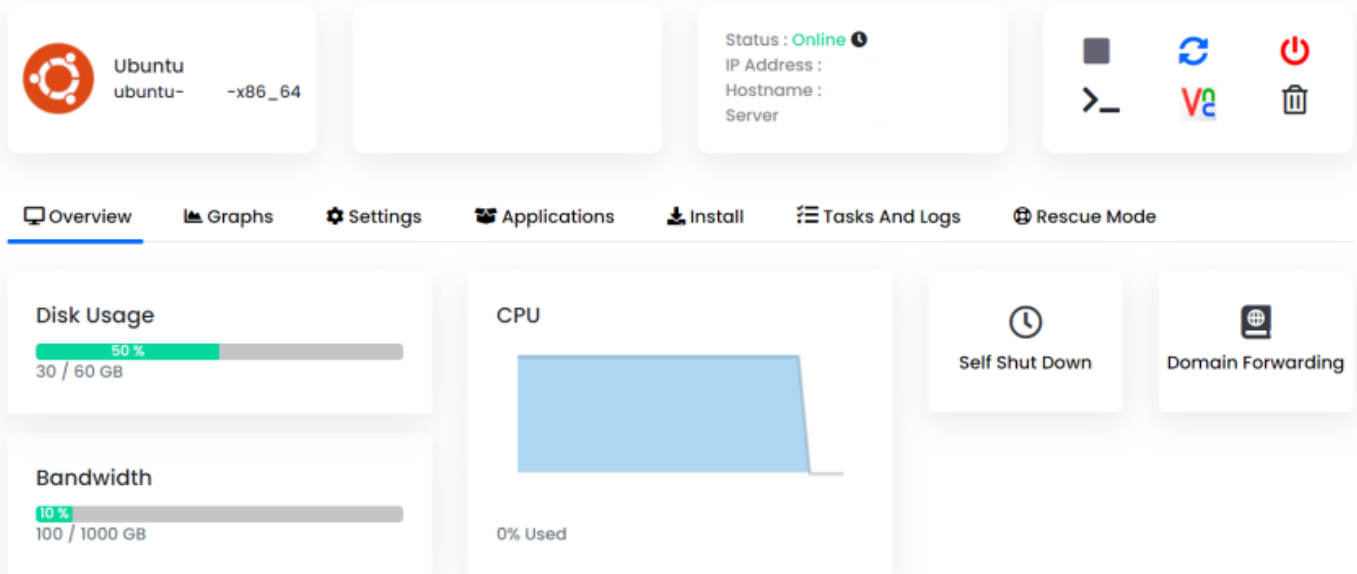 Ubuntu
ubuntu- -x86_64
Status : Online
IP Address :
Hostname :
Server
>_
VNC
Overview
Graphs
Settings
Applications
Install
Tasks And Logs
Rescue Mode
Disk Usage
50 %
30 / 60 GB
Bandwidth
10 %
100 / 1000 GB
CPU
0% Used
Self Shut Down
Domain Forwarding